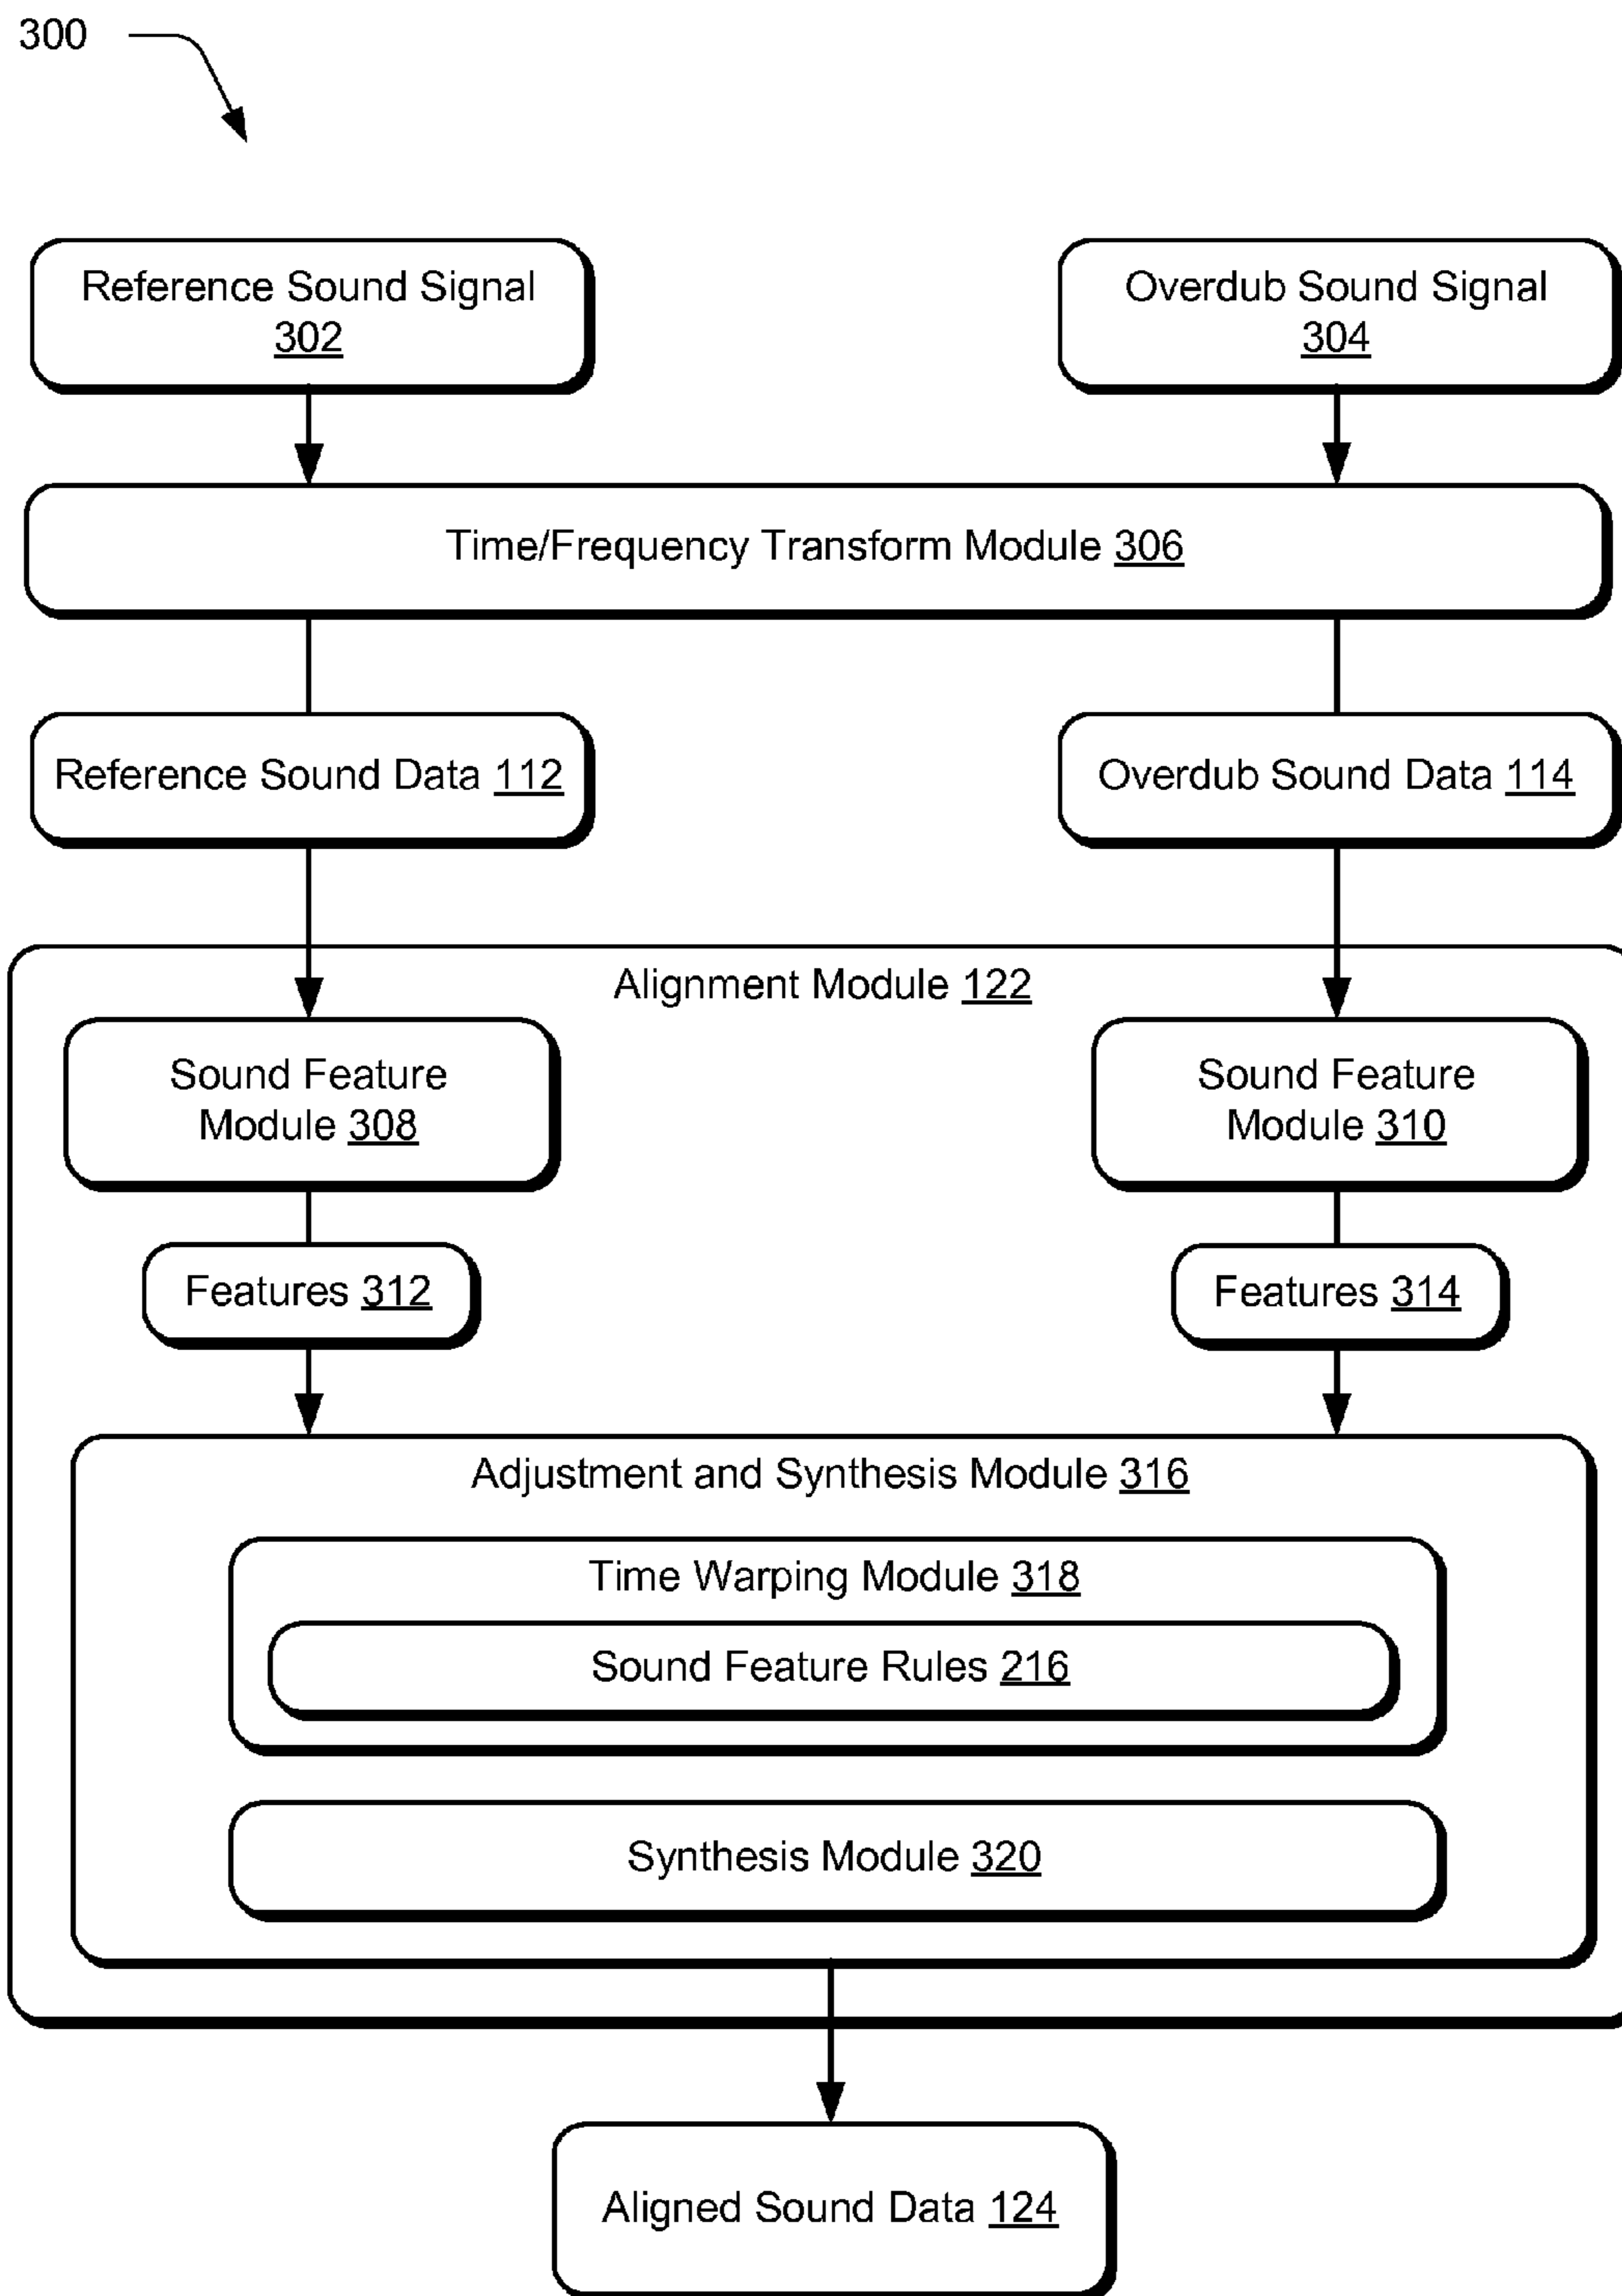 300
Reference Sound Signal
302
Overdub Sound Signal
304
Time/Frequency Transform Module 306
Reference Sound Data 112
Overdub Sound Data 114
Alignment Module 122
Sound Feature
Module 308
Sound Feature
Module 310
Features 312
Features 314
Adjustment and Synthesis Module 316
Time Warping Module 318
Sound Feature Rules 216
Synthesis Module 320
Aligned Sound Data 124